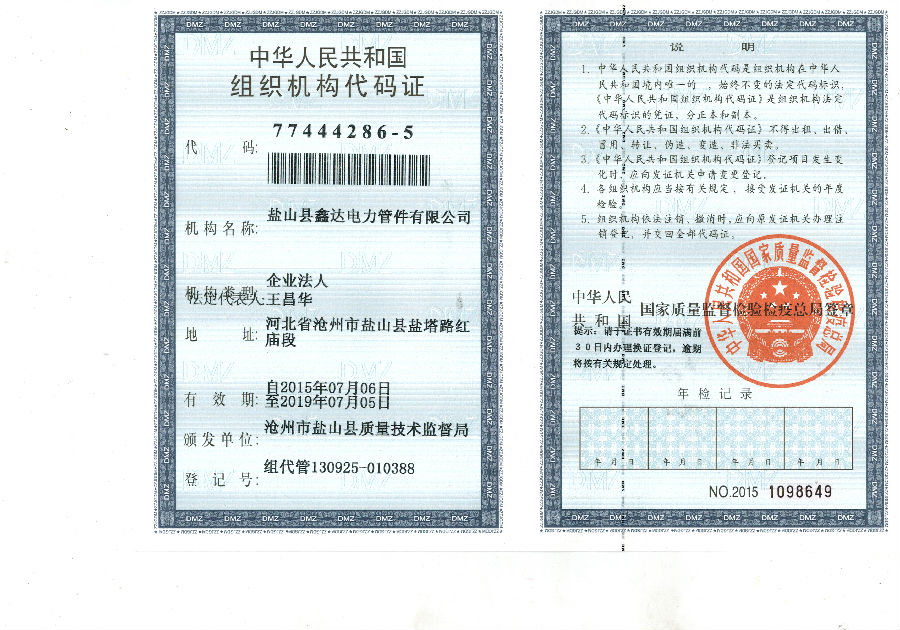 中华人民共和国
组织机构代码证
代 码: 77444286-5
机构名称: 盐山县鑫达电力管件有限公司
机构类型: 企业法人
法定代表人: 王昌华
地 址: 河北省沧州市盐山县盐塔路红
庙段
有 效 期: 自2015年07月06日
至2019年07月05日
颁发单位: 沧州市盐山县质量技术监督局
登 记 号: 组代管130925-010388
说 明
1. 中华人民共和国组织机构代码是组织机构在中华人
民共和国境内唯一的、始终不变的法定代码标识,
《中华人民共和国组织机构代码证》是组织机构法定
代码标识的凭证, 分正本和副本。
2.《中华人民共和国组织机构代码证》不得出租、出借、
冒用、转让、伪造、变造、非法买卖。
3.《中华人民共和国组织机构代码证》登记项目发生变
化时, 应向发证机关申请变更登记。
4. 各组织机构应当按有关规定, 接受发证机关的年度
检验。
5. 组织机构依法注销、撤消时, 应向原发证机关办理注
销登记, 并交回全部代码证。
中华人民
共和国 国家质量监督检验检疫总局签章
中华人民共和国国家质量监督检验检疫总局
提示: 请于证书有效期届满前
30日内办理换证登记, 逾期
将按有关规定处理。
年检记录
年 月 日 年 月 日 年 月 日 年 月 日
NO.2015 1098649